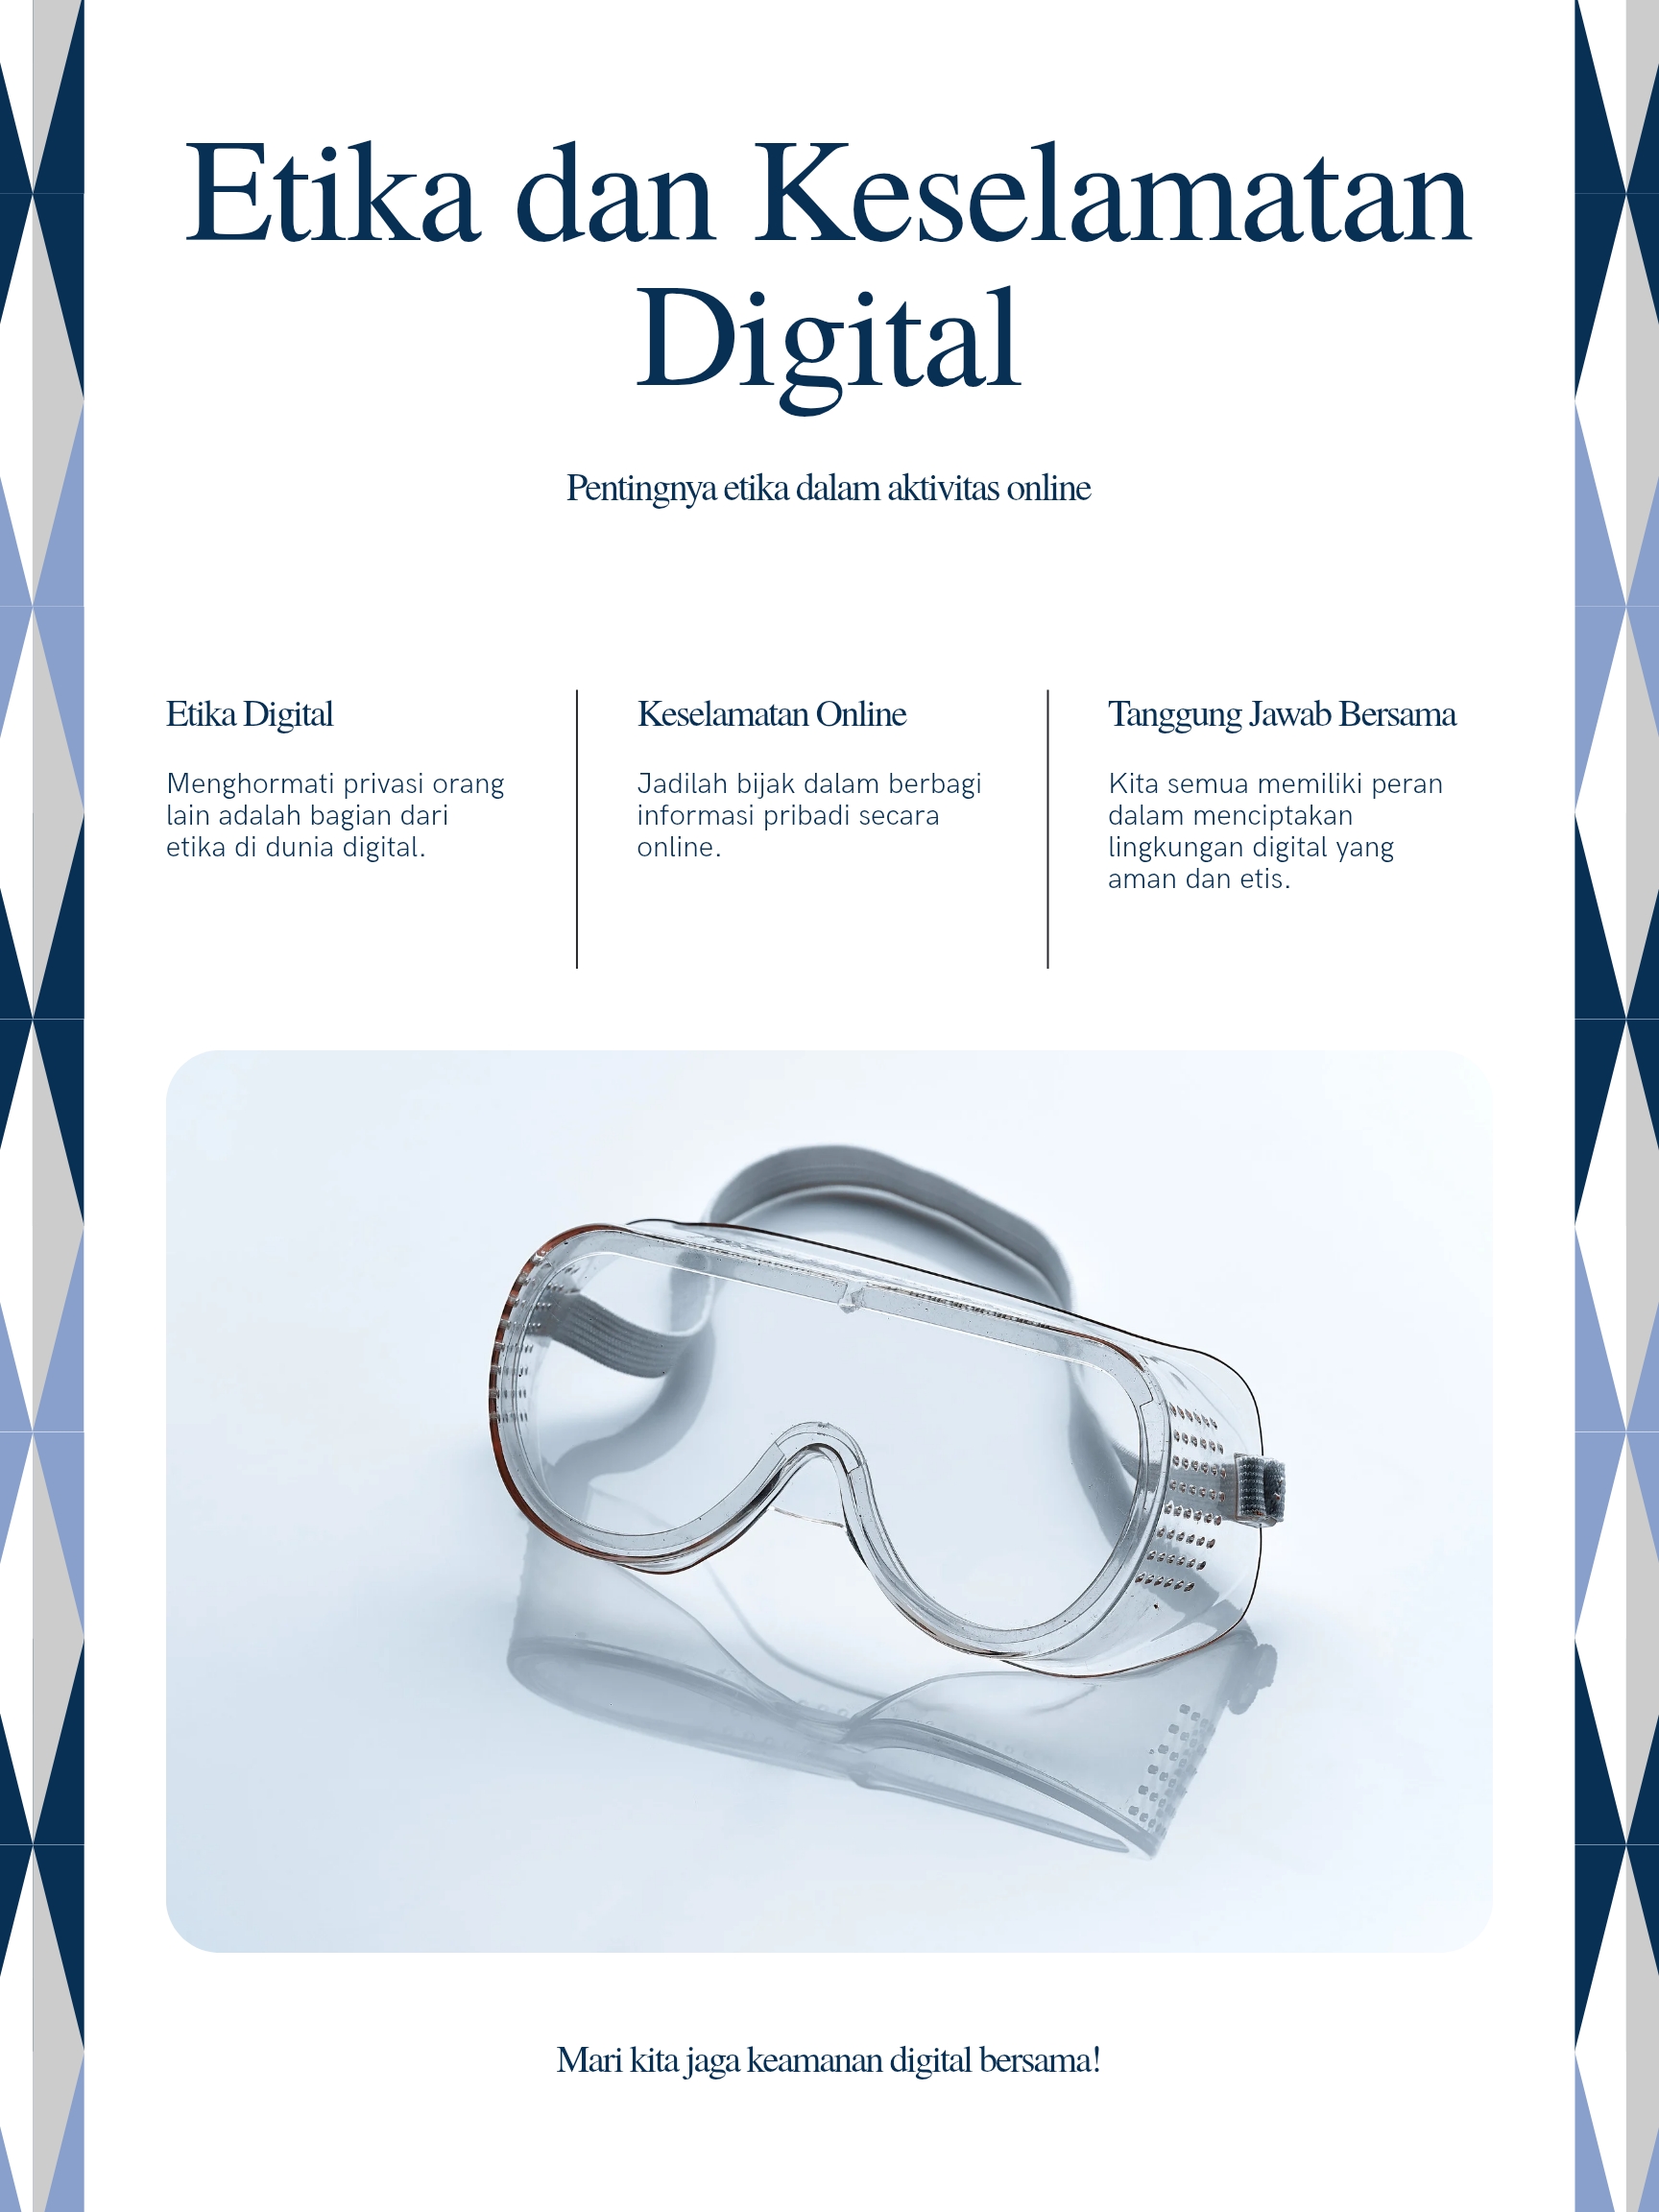 Etika dan Keselamatan
Digital
Pentingnya etika dalam aktivitas online
Etika Digital
Menghormati privasi orang
lain adalah bagian dari
etika di dunia digital.
Keselamatan Online
Jadilah bijak dalam berbagi
informasi pribadi secara
online.
Tanggung Jawab Bersama
Kita semua memiliki peran
dalam menciptakan
lingkungan digital yang
aman dan etis.
Mari kita jaga keamanan digital bersama!